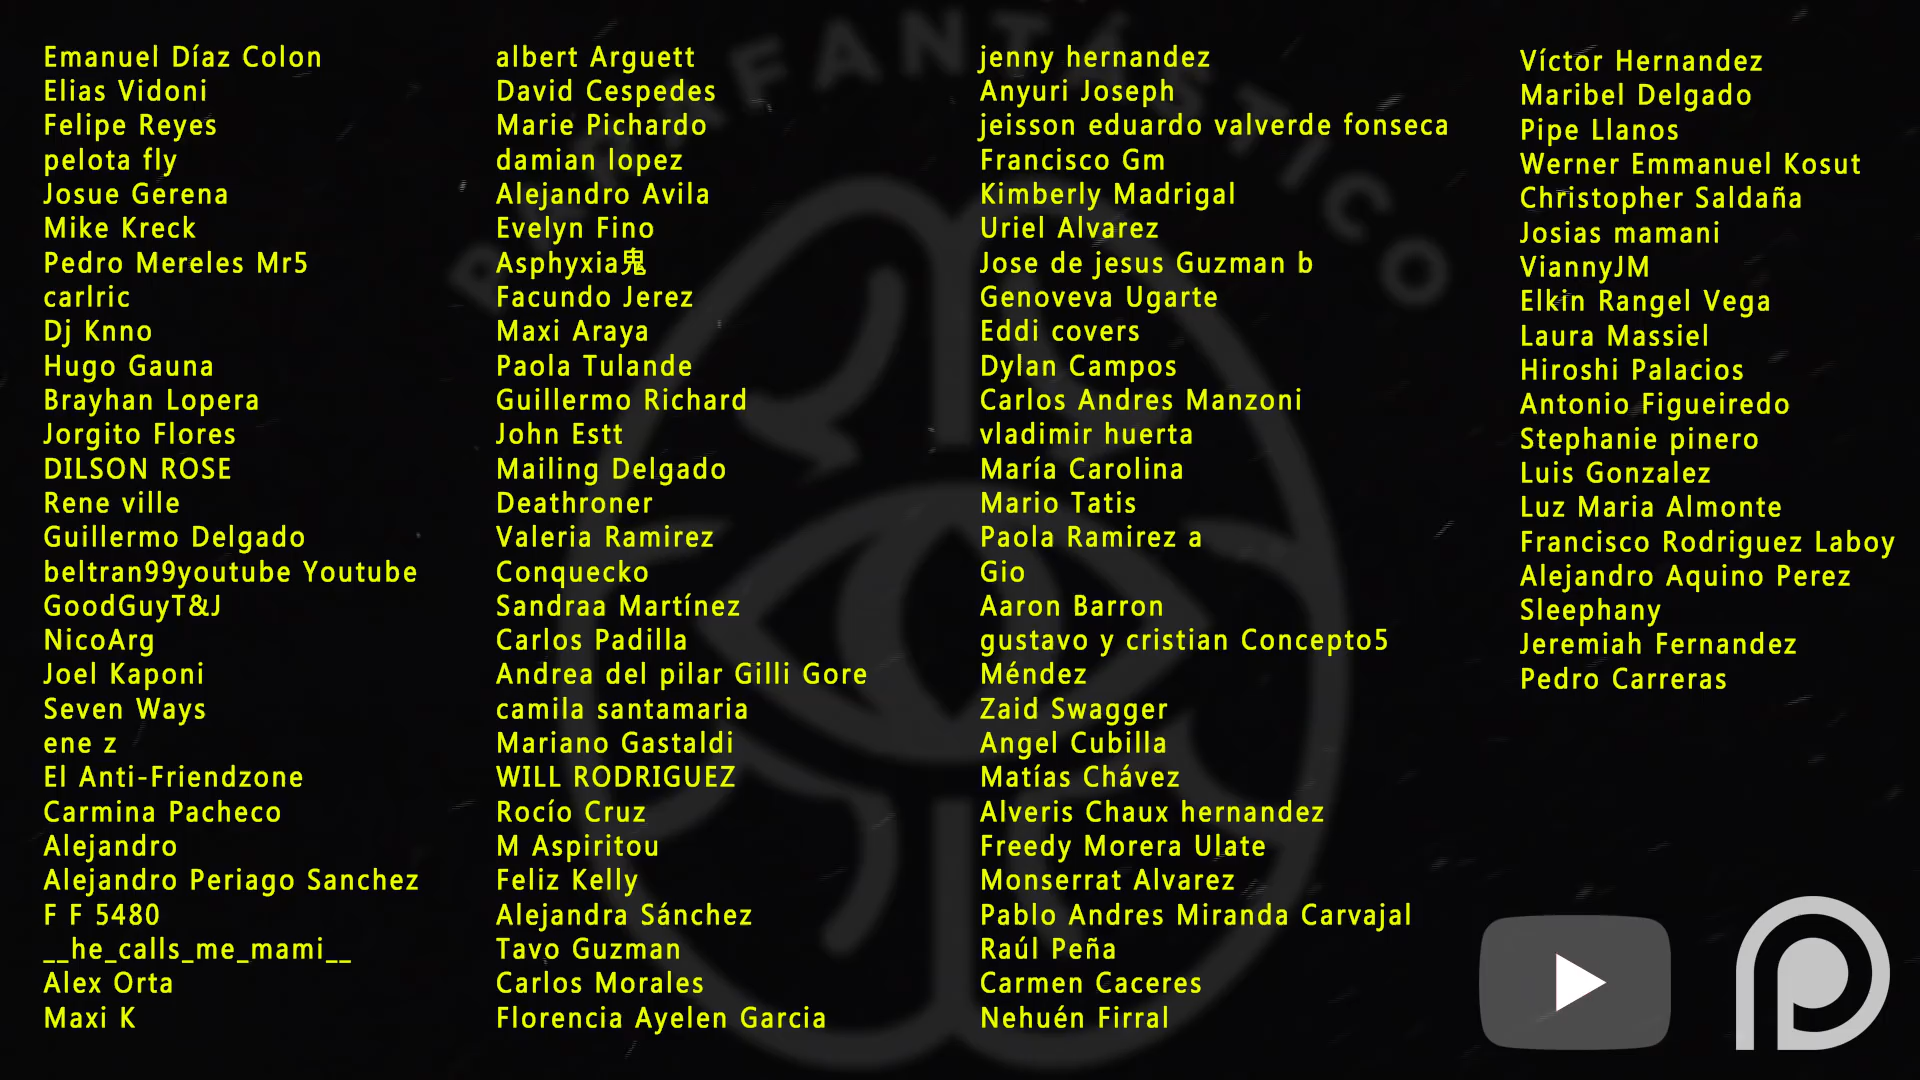 Emanuel Díaz Colon
Elias Vidoni
Felipe Reyes
pelota fly
Josue Gerena
Mike Kreck
Pedro Mereles Mr5
carlric
Dj Knno
Hugo Gauna
Brayhan Lopera
Jorgito Flores
DILSON ROSE
Rene ville
Guillermo Delgado
beltran99youtube Youtube
GoodGuyT&J
NicoArg
Joel Kaponi
Seven Ways
ene z
El Anti-Friendzone
Carmina Pacheco
Alejandro
Alejandro Periago Sanchez
F F 5480
__he_calls_me_mami__
Alex Orta
Maxi K
albert Arguett
David Cespedes
Marie Pichardo
damian lopez
Alejandro Avila
Evelyn Fino
Asphyxia鬼
Facundo Jerez
Maxi Araya
Paola Tulande
Guillermo Richard
John Estt
Mailing Delgado
Deathroner
Valeria Ramirez
Conquecko
Sandraa Martínez
Carlos Padilla
Andrea del pilar Gilli Gore
camila santamaria
Mariano Gastaldi
WILL RODRIGUEZ
Rocío Cruz
M Aspiritou
Feliz Kelly
Alejandra Sánchez
Tavo Guzman
Carlos Morales
Florencia Ayelen Garcia
jenny hernandez
Anyuri Joseph
jeisson eduardo valverde fonseca
Francisco Gm
Kimberly Madrigal
Uriel Alvarez
Jose de jesus Guzman b
Genoveva Ugarte
Eddi covers
Dylan Campos
Carlos Andres Manzoni
vladimir huerta
María Carolina
Mario Tatis
Paola Ramirez a
Gio
Aaron Barron
gustavo y cristian Concepto5
Méndez
Zaid Swagger
Angel Cubilla
Matías Chávez
Alveris Chaux hernandez
Freedy Morera Ulate
Monserrat Alvarez
Pablo Andres Miranda Carvajal
Raúl Peña
Carmen Caceres
Nehuén Firral
Víctor Hernandez
Maribel Delgado
Pipe Llanos
Werner Emmanuel Kosut
Christopher Saldaña
Josias mamani
ViannyJM
Elkin Rangel Vega
Laura Massiel
Hiroshi Palacios
Antonio Figueiredo
Stephanie pinero
Luis Gonzalez
Luz Maria Almonte
Francisco Rodriguez Laboy
Alejandro Aquino Perez
Sleephany
Jeremiah Fernandez
Pedro Carreras